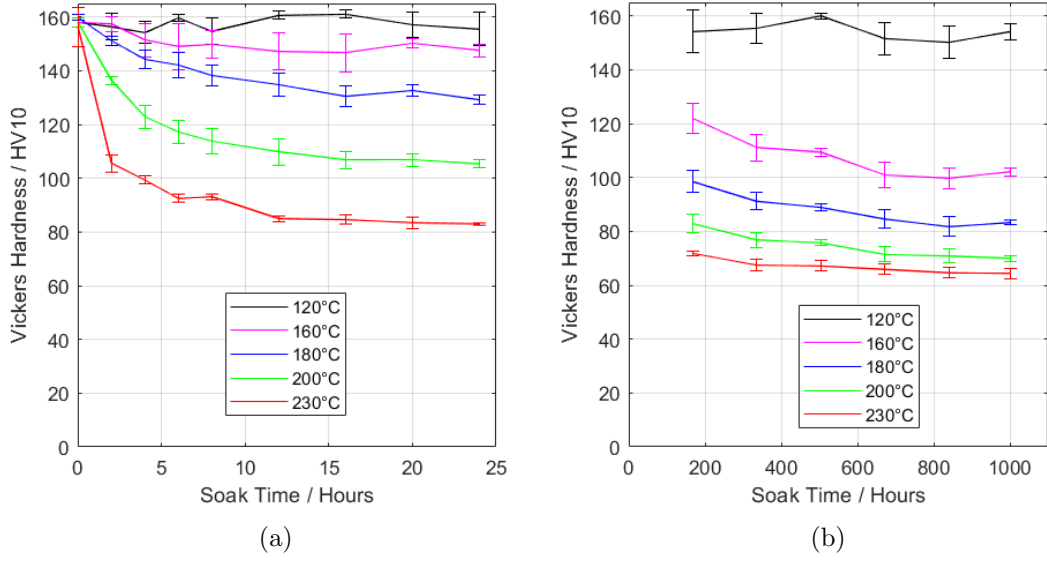 160
140
120
100
80
60
40
20
0
Vickers Hardness / HV10
120°C
160°C
180°C
200°C
230°C
0 5 10 15 20 25
Soak Time / Hours
(a)
160
140
120
100
80
60
40
20
0
Vickers Hardness / HV10
120°C
160°C
180°C
200°C
230°C
0 200 400 600 800 1000
Soak Time / Hours
(b)